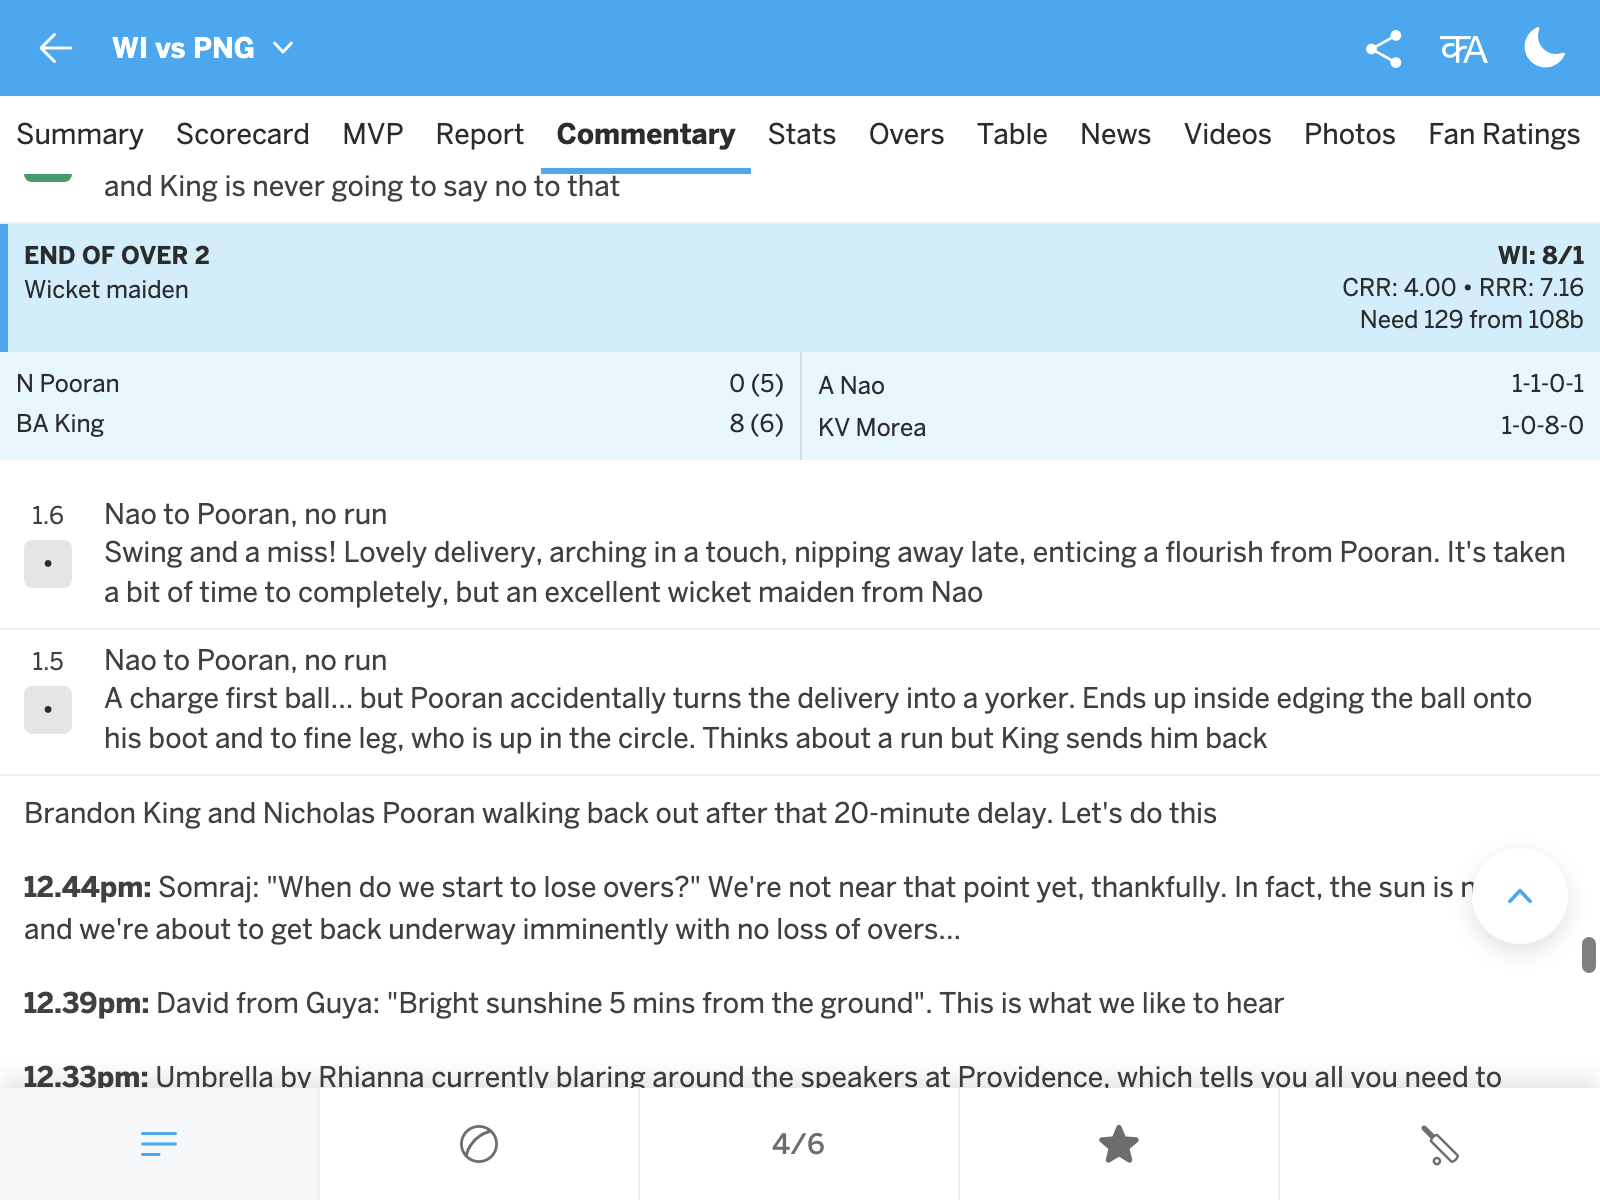 WI vs PNG
Summary Scorecard MVP Report Commentary Stats Overs Table News Videos Photos Fan Ratings
and King is never going to say no to that
END OF OVER 2
Wicket maiden
WI: 8/1
CRR: 4.00 • RRR: 7.16
Need 129 from 108b
N Pooran 0 (5)
BA King 8 (6)
A Nao 1-1-0-1
KV Morea 1-0-8-0
1.6 Nao to Pooran, no run
Swing and a miss! Lovely delivery, arching in a touch, nipping away late, enticing a flourish from Pooran. It's taken
a bit of time to completely, but an excellent wicket maiden from Nao
1.5 Nao to Pooran, no run
A charge first ball... but Pooran accidentally turns the delivery into a yorker. Ends up inside edging the ball onto
his boot and to fine leg, who is up in the circle. Thinks about a run but King sends him back
Brandon King and Nicholas Pooran walking back out after that 20-minute delay. Let's do this
12.44pm: Somraj: "When do we start to lose overs?" We're not near that point yet, thankfully. In fact, the sun is
and we're about to get back underway imminently with no loss of overs...
12.39pm: David from Guya: "Bright sunshine 5 mins from the ground". This is what we like to hear
12.33pm: Umbrella by Rhianna currently blaring around the speakers at Providence, which tells you all you need to
4/6